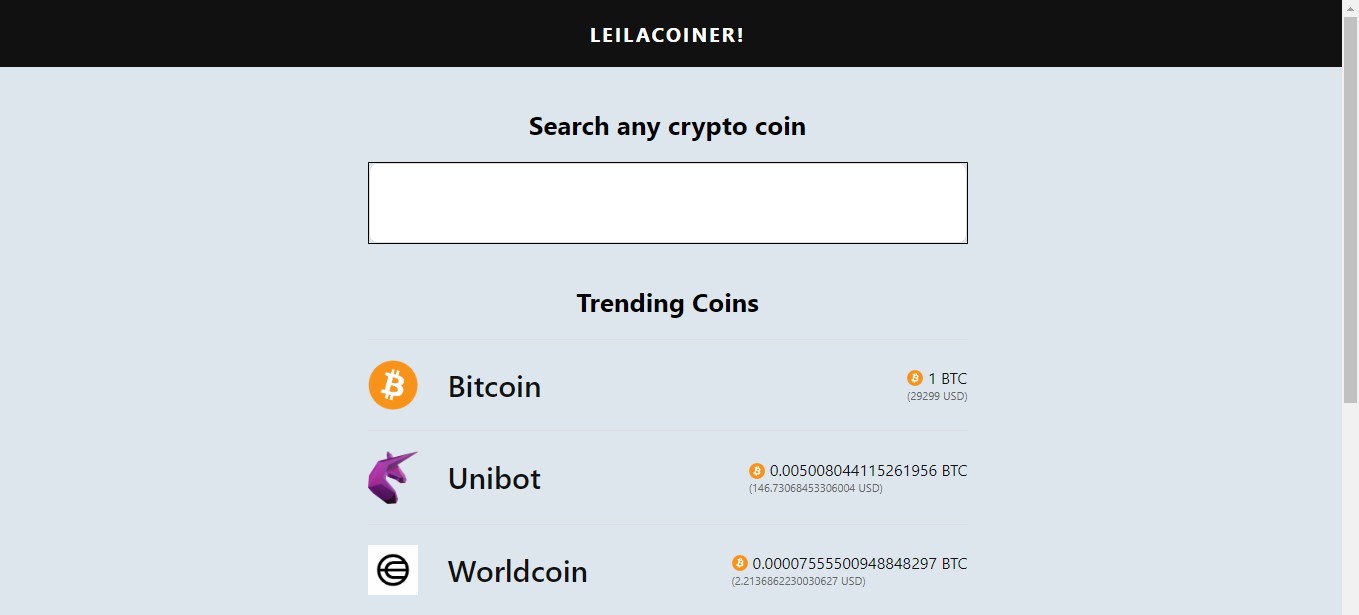 LEILACOINER!
Search any crypto coin
Trending Coins
Bitcoin
1 BTC
(29299 USD)
Unibot
0.005008044115261956 BTC
(146.73068453306004 USD)
Worldcoin
0.00007555500948848297 BTC
(2.2136862230030627 USD)